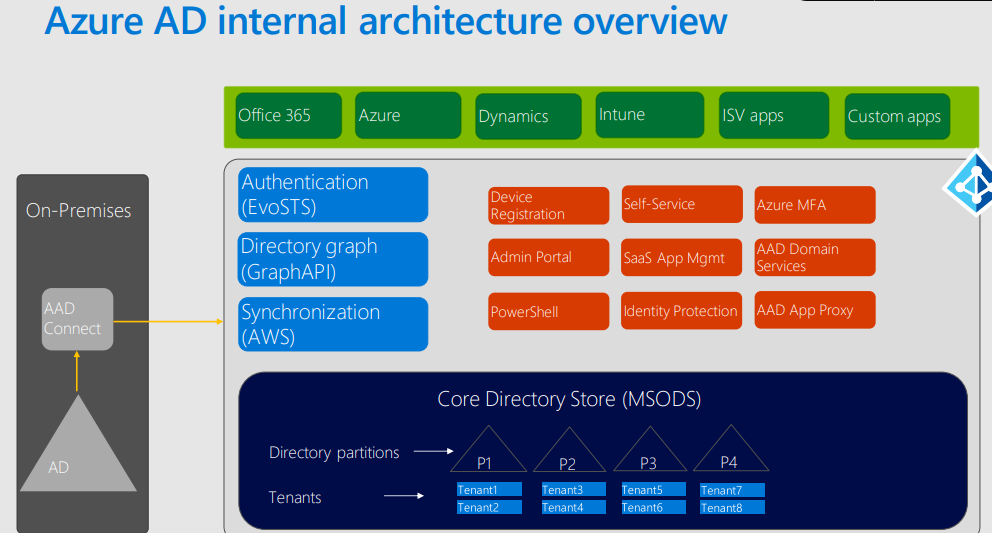 Azure AD internal architecture overview
Office 365
Azure
Dynamics
Intune
ISV apps
Custom apps
On-Premises
AAD
Connect
AD
Authentication
(EvoSTS)
Directory graph
(GraphAPI)
Synchronization
(AWS)
Device
Registration
Self-Service
Azure MFA
Admin Portal
SaaS App Mgmt
AAD Domain
Services
PowerShell
Identity Protection
AAD App Proxy
Core Directory Store (MSODS)
Directory partitions
P1
P2
P3
P4
Tenants
Tenant1
Tenant3
Tenant5
Tenant7
Tenant2
Tenant4
Tenant6
Tenant8